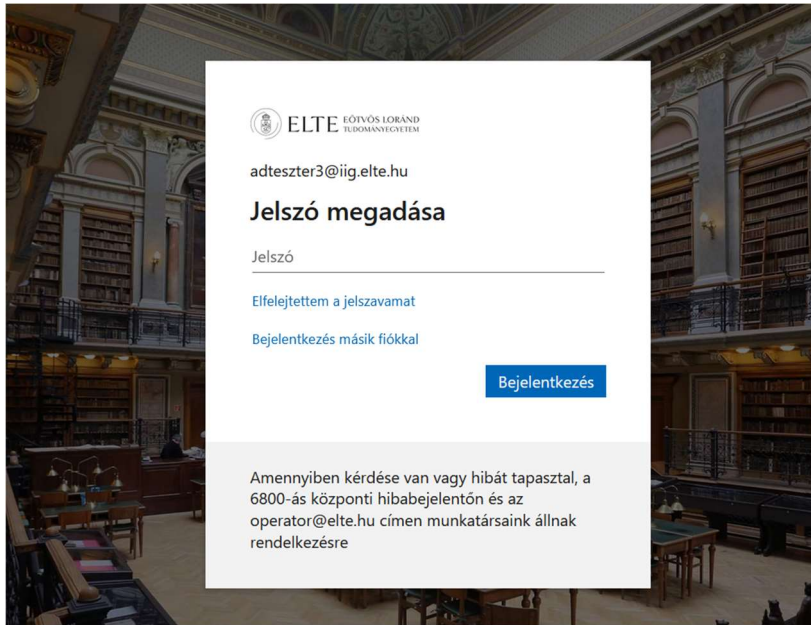 ELTE EÖTVÖS LORÁND
TUDOMÁNYEGYETEM
adteszter3@iig.elte.hu
Jelszó megadása
Jelszó
Elfelejtettem a jelszavamat
Bejelentkezés másik fiókkal
Bejelentkezés
Amennyiben kérdése van vagy hibát tapasztal, a
6800-ás központi hibabejelentőn és az
operator@elte.hu címen munkatársaink állnak
rendelkezésre